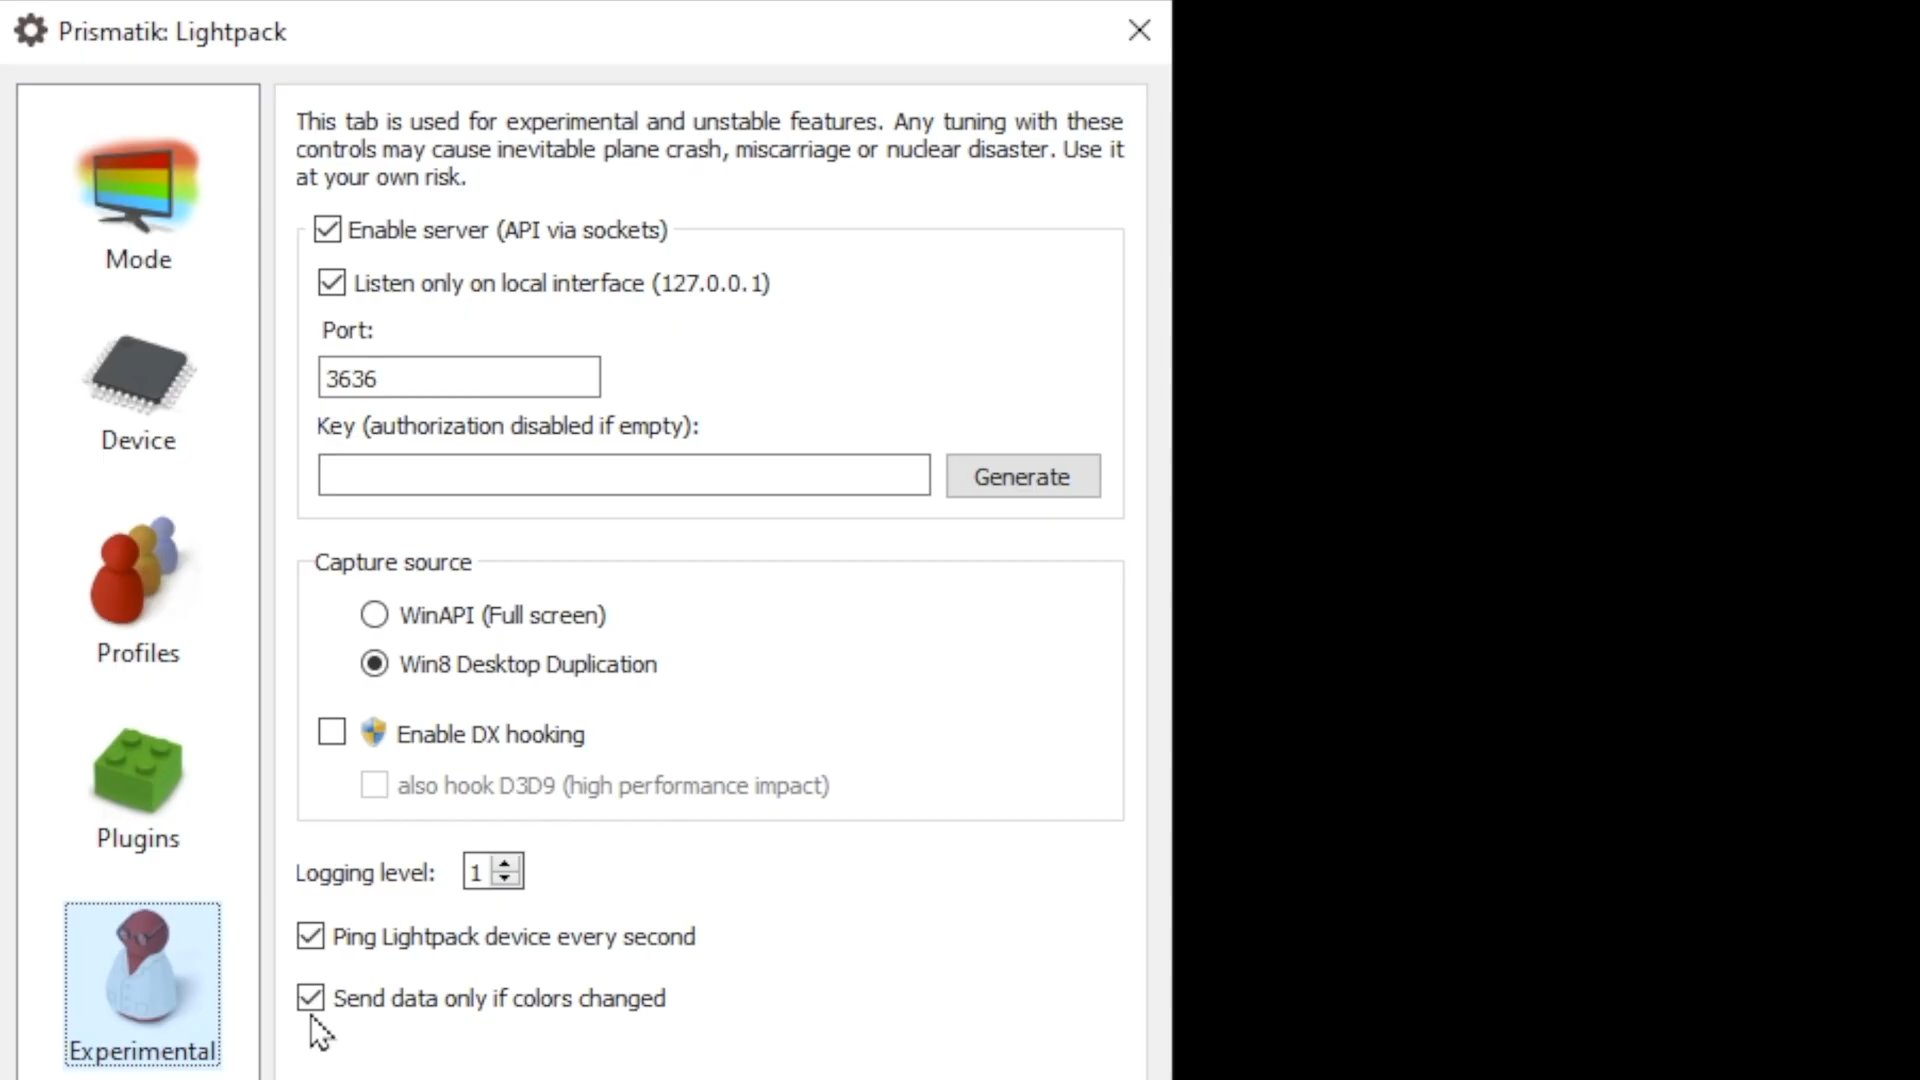 Prismatik: Lightpack
Mode
Device
Profiles
Plugins
Experimental
This tab is used for experimental and unstable features. Any tuning with these
controls may cause inevitable plane crash, miscarriage or nuclear disaster. Use it
at your own risk.
Enable server (API via sockets)
Listen only on local interface (127.0.0.1)
Port:
3636
Key (authorization disabled if empty):
Generate
Capture source
WinAPI (Full screen)
Win8 Desktop Duplication
Enable DX hooking
also hook D3D9 (high performance impact)
Logging level: 1
Ping Lightpack device every second
Send data only if colors changed